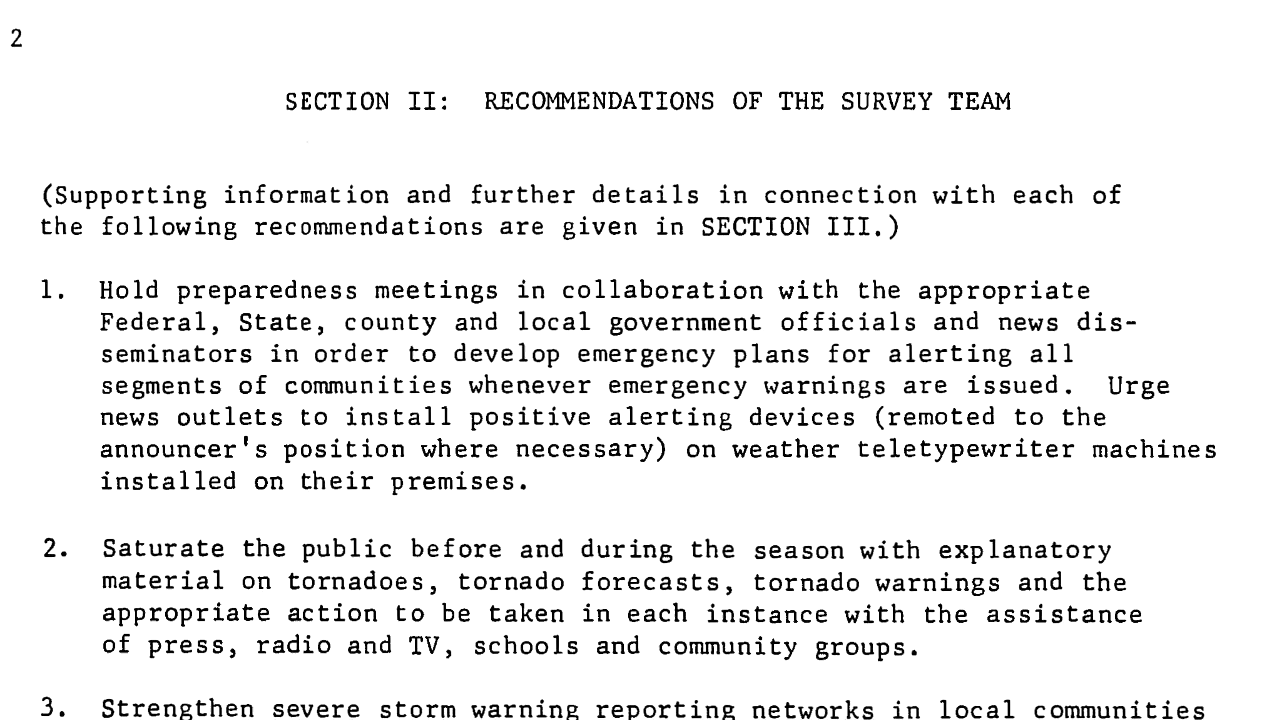 2
SECTION II:  RECOMMENDATIONS OF THE SURVEY TEAM
(Supporting information and further details in connection with each of
the following recommendations are given in SECTION III.)
1.  Hold preparedness meetings in collaboration with the appropriate
Federal, State, county and local government officials and news dis-
seminators in order to develop emergency plans for alerting all
segments of communities whenever emergency warnings are issued.  Urge
news outlets to install positive alerting devices (remoted to the
announcer's position where necessary) on weather teletypewriter machines
installed on their premises.
2.  Saturate the public before and during the season with explanatory
material on tornadoes, tornado forecasts, tornado warnings and the
appropriate action to be taken in each instance with the assistance
of press, radio and TV, schools and community groups.
3.  Strengthen severe storm warning reporting networks in local communities